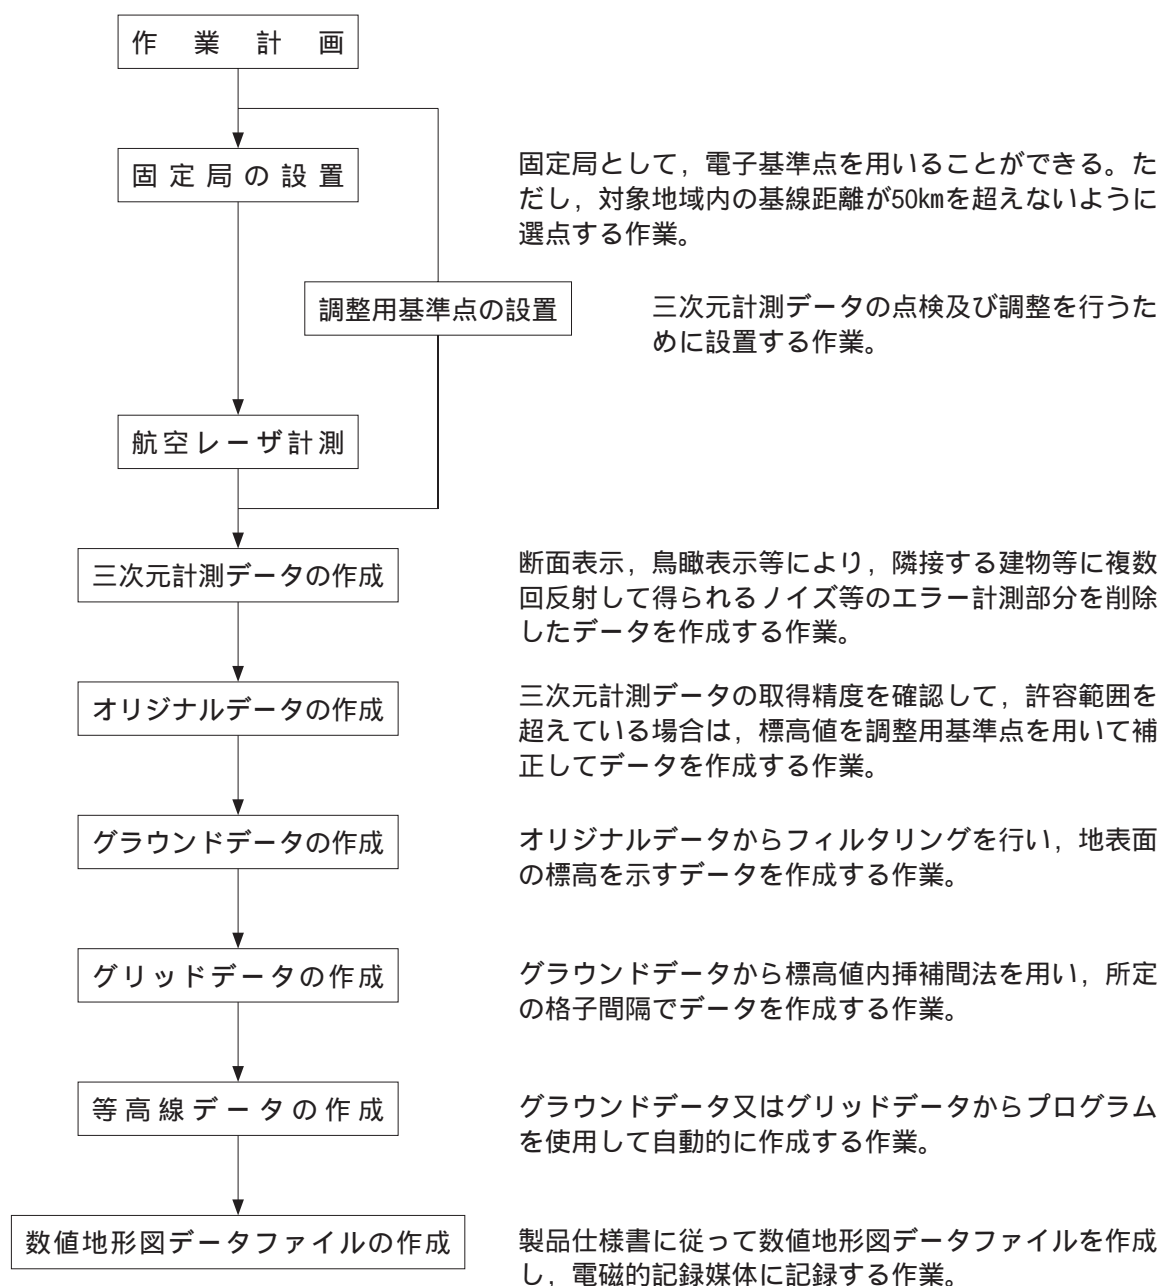 作業計画
固定局の設置
固定局として，電子基準点を用いることができる。た
だし，対象地域内の基線距離が50㎞を超えないように
選点する作業。
調整用基準点の設置
三次元計測データの点検及び調整を行うた
めに設置する作業。
航空レーザ計測
三次元計測データの作成
断面表示，鳥瞰表示等により，隣接する建物等に複数
回反射して得られるノイズ等のエラー計測部分を削除
したデータを作成する作業。
オリジナルデータの作成
三次元計測データの取得精度を確認して，許容範囲を
超えている場合は，標高値を調整用基準点を用いて補
正してデータを作成する作業。
グラウンドデータの作成
オリジナルデータからフィルタリングを行い，地表面
の標高を示すデータを作成する作業。
グリッドデータの作成
グラウンドデータから標高値内挿補間法を用い，所定
の格子間隔でデータを作成する作業。
等高線データの作成
グラウンドデータ又はグリッドデータからプログラム
を使用して自動的に作成する作業。
数値地形図データファイルの作成
製品仕様書に従って数値地形図データファイルを作成
し，電磁的記録媒体に記録する作業。